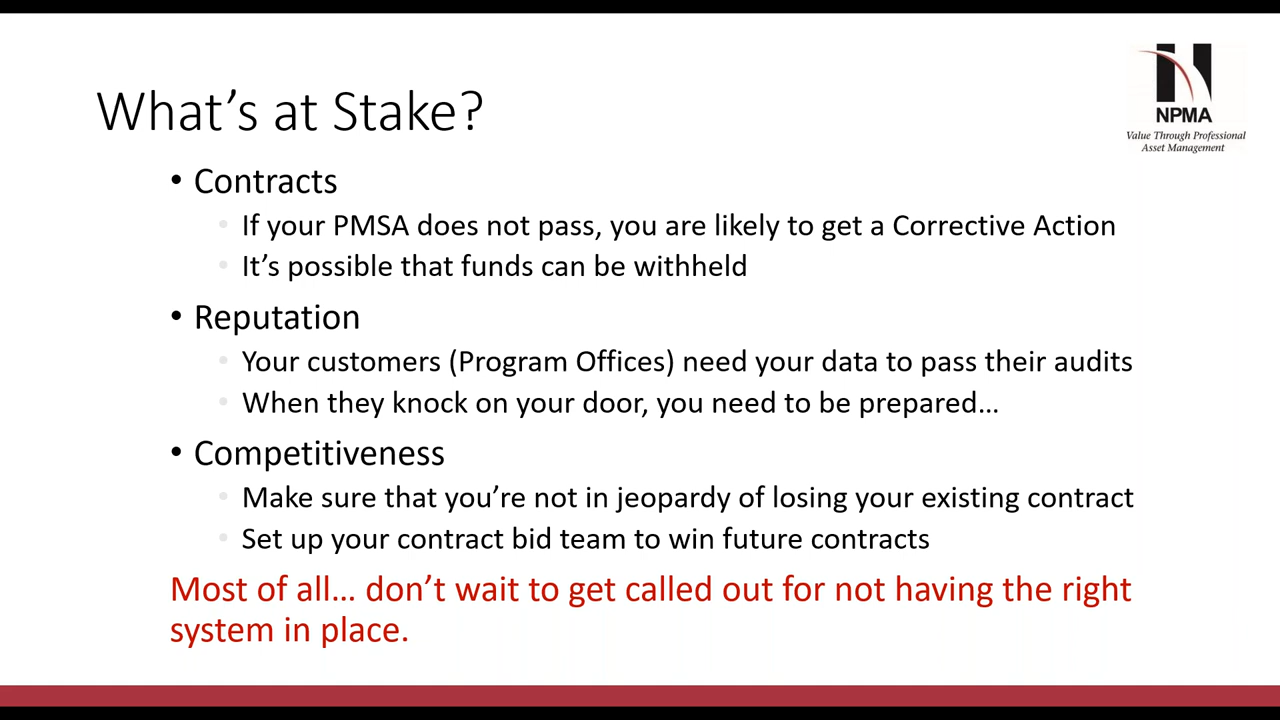 What’s at Stake?
NPMA
Value Through Professional
Asset Management
• Contracts
• If your PMSA does not pass, you are likely to get a Corrective Action
• It’s possible that funds can be withheld
• Reputation
• Your customers (Program Offices) need your data to pass their audits
• When they knock on your door, you need to be prepared…
• Competitiveness
• Make sure that you’re not in jeopardy of losing your existing contract
• Set up your contract bid team to win future contracts
Most of all… don’t wait to get called out for not having the right
system in place.